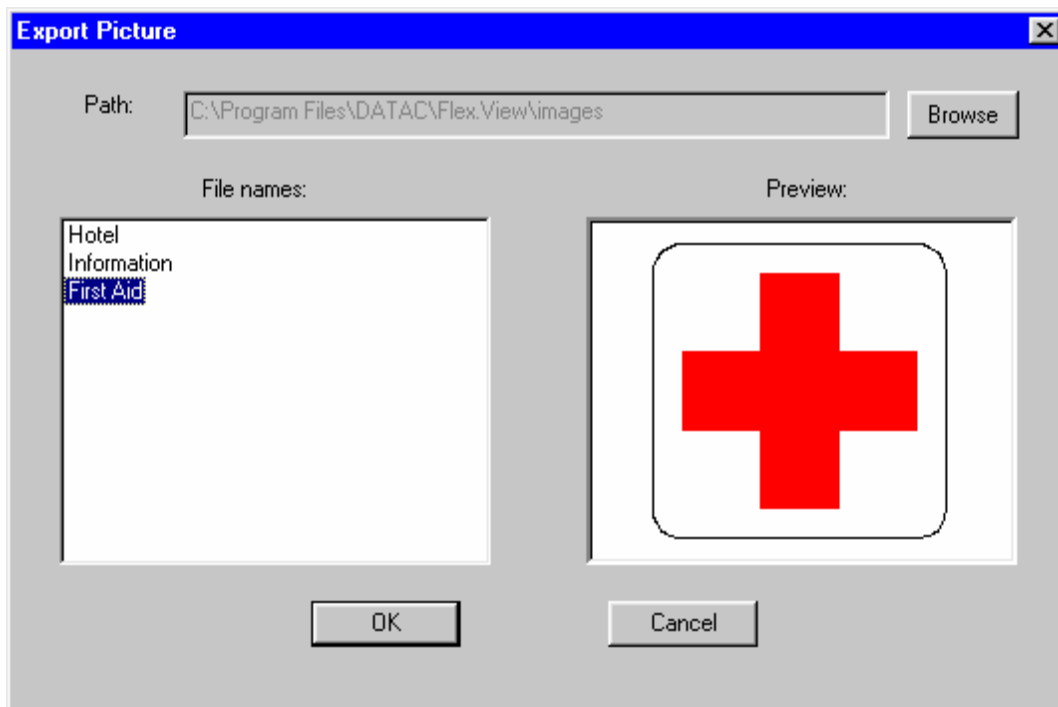 Export Picture
Path:
C:\Program Files\DATAC\Flex.View\images
Browse
File names:
Preview:
Hotel
Information
First Aid
OK
Cancel